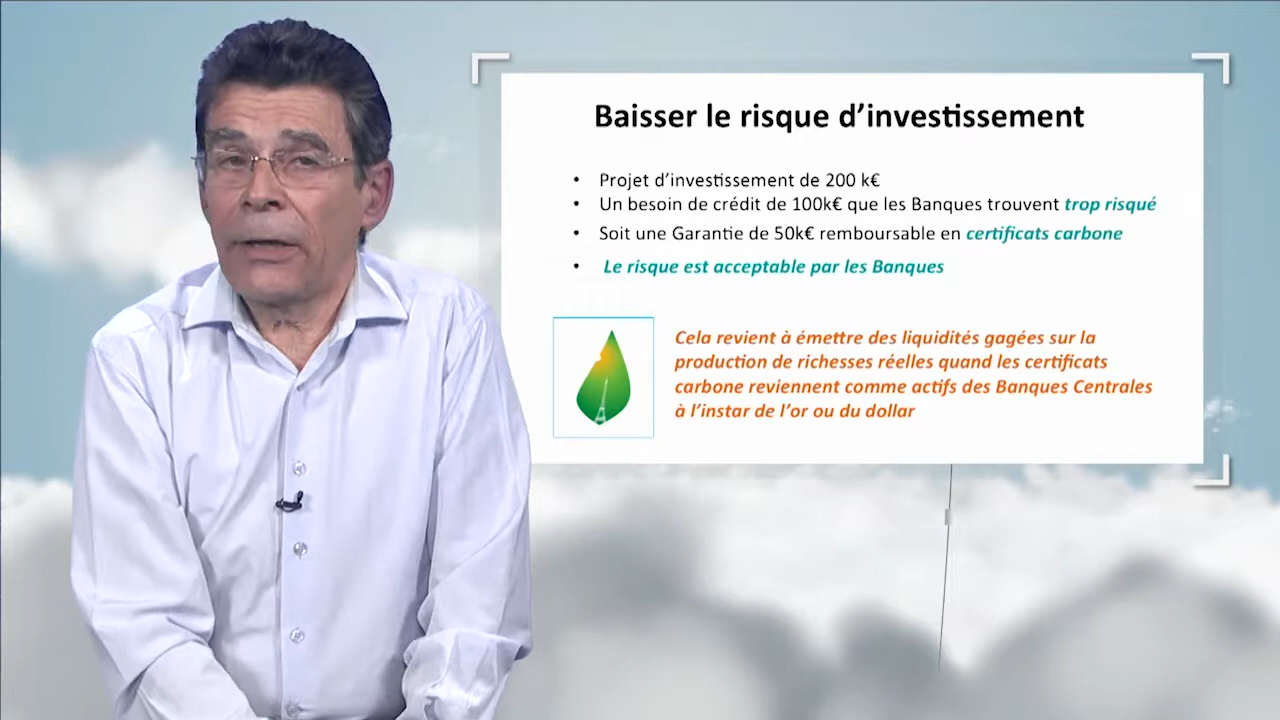 Baisser le risque d’investissement
• Projet d’investissement de 200 k€
• Un besoin de crédit de 100k€ que les Banques trouvent trop risqué
• Soit une Garantie de 50k€ remboursable en certificats carbone
• Le risque est acceptable par les Banques
Cela revient à émettre des liquidités gagées sur la
production de richesses réelles quand les certificats
carbone reviennent comme actifs des Banques Centrales
à l’instar de l’or ou du dollar